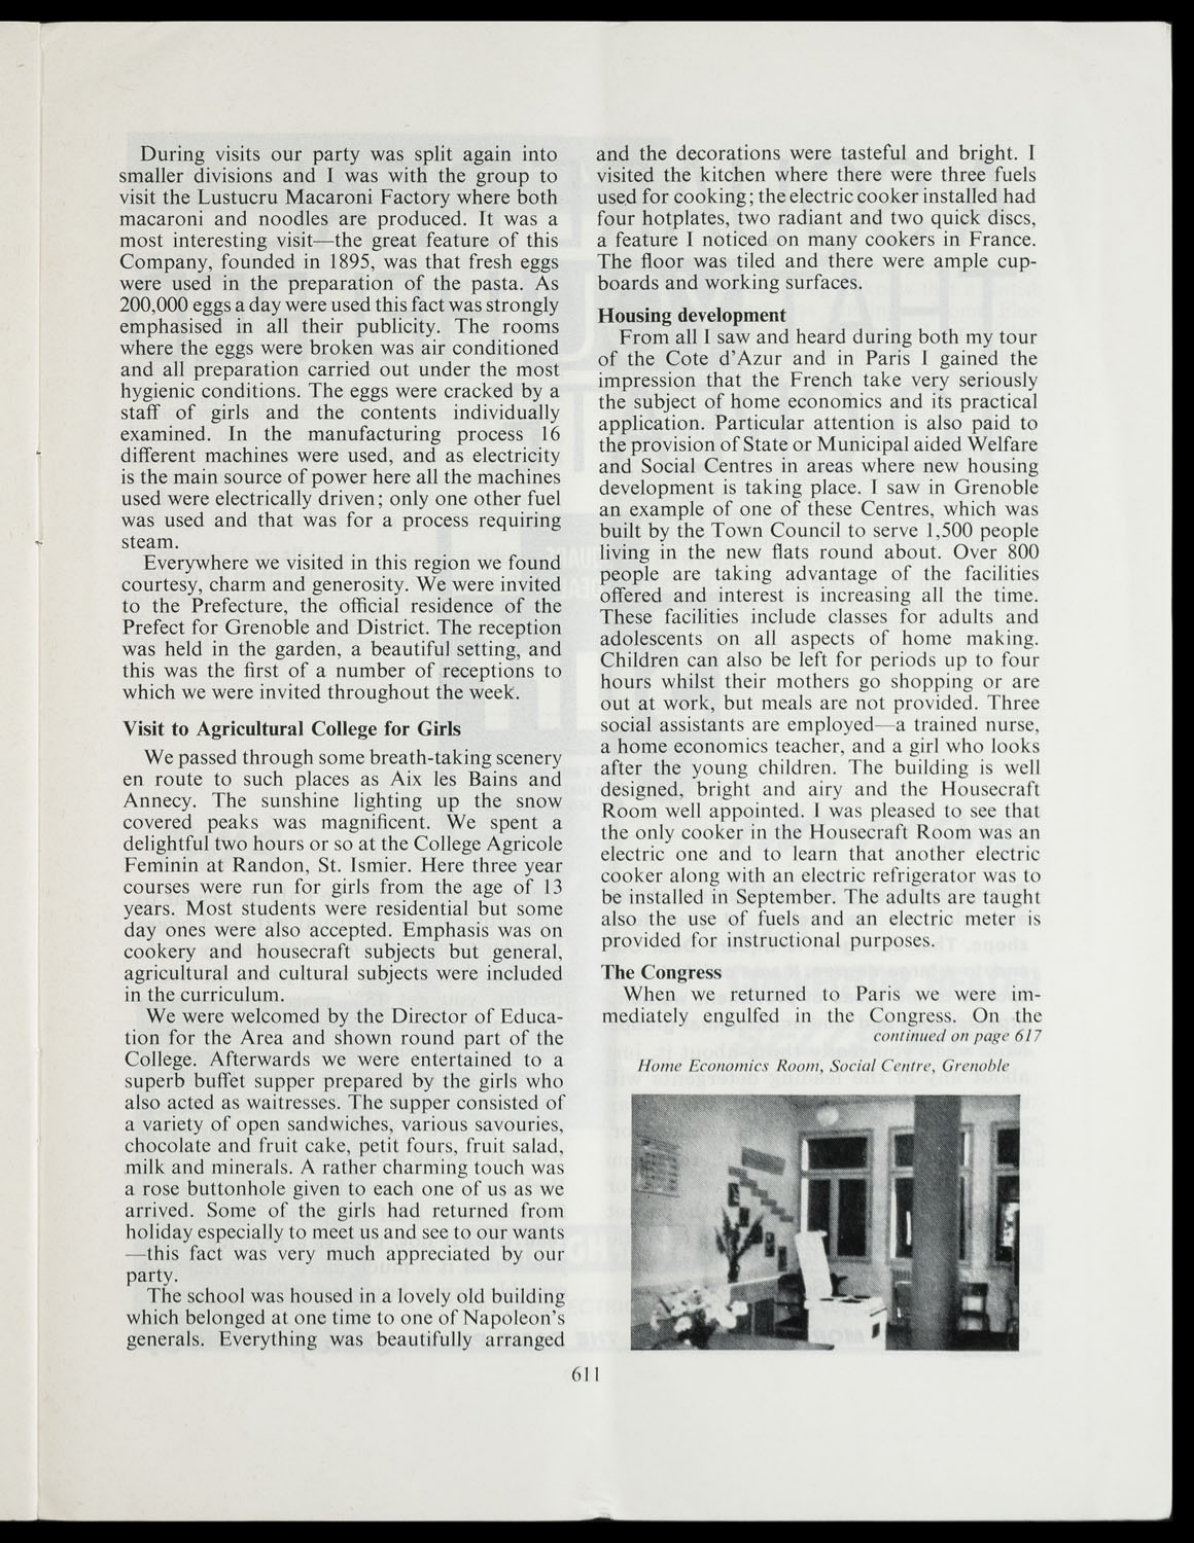 During visits our party was split again into
smaller divisions and I was with the group to
visit the Lustucru Macaroni Factory where both
macaroni and noodles are produced. It was a
most interesting visit—the great feature of this
Company, founded in 1895, was that fresh eggs
were used in the preparation of the pasta. As
200,000 eggs a day were used this fact was strongly
emphasised in all their publicity. The rooms
where the eggs were broken was air conditioned
and all preparation carried out under the most
hygienic conditions. The eggs were cracked by a
staff of girls and the contents individually
examined. In the manufacturing process 16
different machines were used, and as electricity
is the main source of power here all the machines
used were electrically driven; only one other fuel
was used and that was for a process requiring
steam.
Everywhere we visited in this region we found
courtesy, charm and generosity. We were invited
to the Prefecture, the official residence of the
Prefect for Grenoble and District. The reception
was held in the garden, a beautiful setting, and
this was the first of a number of receptions to
which we were invited throughout the week.
Visit to Agricultural College for Girls
We passed through some breath-taking scenery
en route to such places as Aix les Bains and
Annecy. The sunshine lighting up the snow
covered peaks was magnificent. We spent a
delightful two hours or so at the College Agricole
Feminin at Randon, St. Ismier. Here three year
courses were run for girls from the age of 13
years. Most students were residential but some
day ones were also accepted. Emphasis was on
cookery and housecraft subjects but general,
agricultural and cultural subjects were included
in the curriculum.
We were welcomed by the Director of Educa-
tion for the Area and shown round part of the
College. Afterwards we were entertained to a
superb buffet supper prepared by the girls who
also acted as waitresses. The supper consisted of
a variety of open sandwiches, various savouries,
chocolate and fruit cake, petit fours, fruit salad,
milk and minerals. A rather charming touch was
a rose buttonhole given to each one of us as we
arrived. Some of the girls had returned from
holiday especially to meet us and see to our wants
—this fact was very much appreciated by our
party.
The school was housed in a lovely old building
which belonged at one time to one of Napoleon's
generals. Everything was beautifully arranged
and the decorations were tasteful and bright. I
visited the kitchen where there were three fuels
used for cooking; the electric cooker installed had
four hotplates, two radiant and two quick discs,
a feature I noticed on many cookers in France.
The floor was tiled and there were ample cup-
boards and working surfaces.
Housing development
From all I saw and heard during both my tour
of the Cote d'Azur and in Paris I gained the
impression that the French take very seriously
the subject of home economics and its practical
application. Particular attention is also paid to
the provision of State or Municipal aided Welfare
and Social Centres in areas where new housing
development is taking place. I saw in Grenoble
an example of one of these Centres, which was
built by the Town Council to serve 1,500 people
living in the new flats round about. Over 800
people are taking advantage of the facilities
offered and interest is increasing all the time.
These facilities include classes for adults and
adolescents on all aspects of home making.
Children can also be left for periods up to four
hours whilst their mothers go shopping or are
out at work, but meals are not provided. Three
social assistants are employed—a trained nurse,
a home economics teacher, and a girl who looks
after the young children. The building is well
designed, bright and airy and the Housecraft
Room well appointed. I was pleased to see that
the only cooker in the Housecraft Room was an
electric one and to learn that another electric
cooker along with an electric refrigerator was to
be installed in September. The adults are taught
also the use of fuels and an electric meter is
provided for instructional purposes.
The Congress
When we returned to Paris we were im-
mediately engulfed in the Congress. On the
continued on page 617
Home Economics Room, Social Centre, Grenoble
611